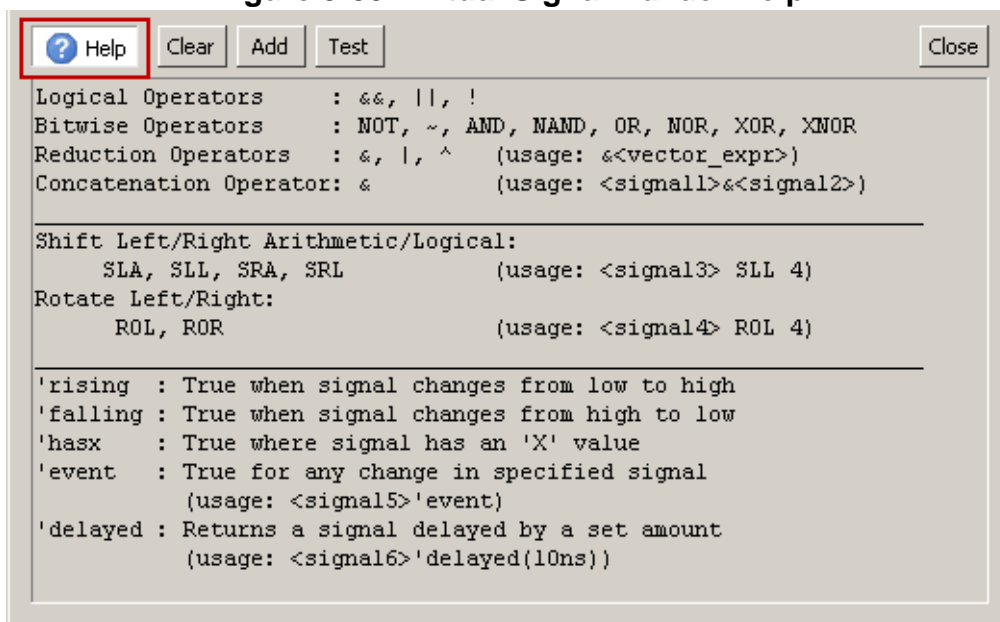 Help Clear Add Test Close
Logical Operators : &&, ||, !
Bitwise Operators : NOT, ~, AND, NAND, OR, NOR, XOR, XNOR
Reduction Operators : &, |, ^ (usage: &<vector_expr>)
Concatenation Operator: & (usage: <signal1>&<signal2>)
Shift Left/Right Arithmetic/Logical:
SLA, SLL, SRA, SRL (usage: <signal3> SLL 4)
Rotate Left/Right:
ROL, ROR (usage: <signal4> ROL 4)
'rising : True when signal changes from low to high
'falling : True when signal changes from high to low
'hasx : True where signal has an 'X' value
'event : True for any change in specified signal
(usage: <signal5>'event)
'delayed : Returns a signal delayed by a set amount
(usage: <signal6>'delayed(10ns))